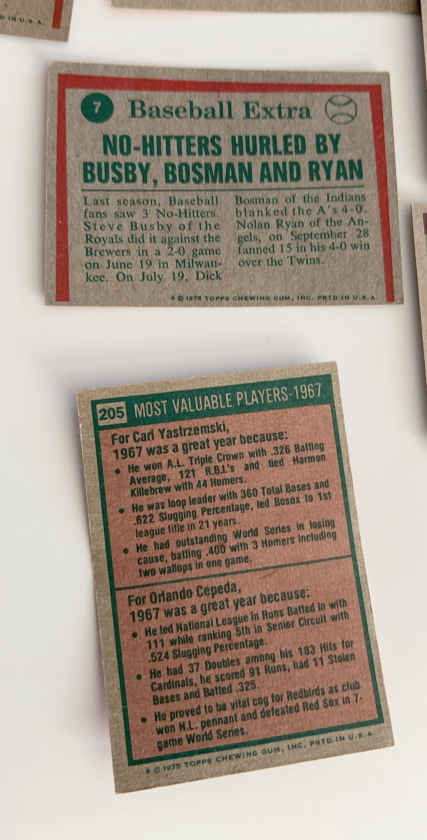 D IN U.S.A.
7 Baseball Extra
NO-HITTERS HURLED BY
BUSBY, BOSMAN AND RYAN
Last season, Baseball
fans saw 3 No-Hitters.
Steve Busby of the
Royals did it against the
Brewers in a 2-0 game
on June 19 in Milwau-
kee. On July 19, Dick
Bosman of the Indians
blanked the A's 4-0.
Nolan Ryan of the An-
gels, on September 28
fanned 15 in his 4-0 win
over the Twins.
© 1975 TOPPS CHEWING GUM, INC. PRTD. IN U.S.A.
205 MOST VALUABLE PLAYERS-1967
For Carl Yastrzemski,
1967 was a great year because:
• He won A.L. Triple Crown with .326 Batting
Average, 121 R.B.I.'s and tied Harmon
Killebrew with 44 Homers.
• He was loop leader with 360 Total Bases and
.622 Slugging Percentage, led Bosox to 1st
league title in 21 years.
• He had outstanding World Series in losing
cause, batting .400 with 3 Homers including
two wallops in one game.
For Orlando Cepeda,
1967 was a great year because:
• He led National League in Runs Batted In with
111 while ranking 5th in Senior Circuit with
.524 Slugging Percentage.
• He had 37 Doubles among his 183 Hits for
Cardinals, he scored 91 Runs, had 11 Stolen
Bases and Batted .325.
• He proved to be vital cog for Redbirds as club
won N.L. pennant and defeated Red Sox in 7-
game World Series.
© 1975 TOPPS CHEWING GUM, INC. PRTD. IN U.S.A.